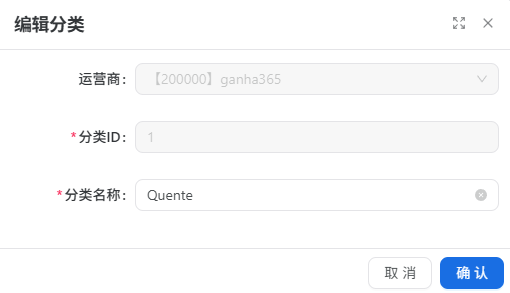 编辑分类
运营商：
【200000】ganha365
*分类ID：
1
*分类名称：
Quente
取 消
确 认